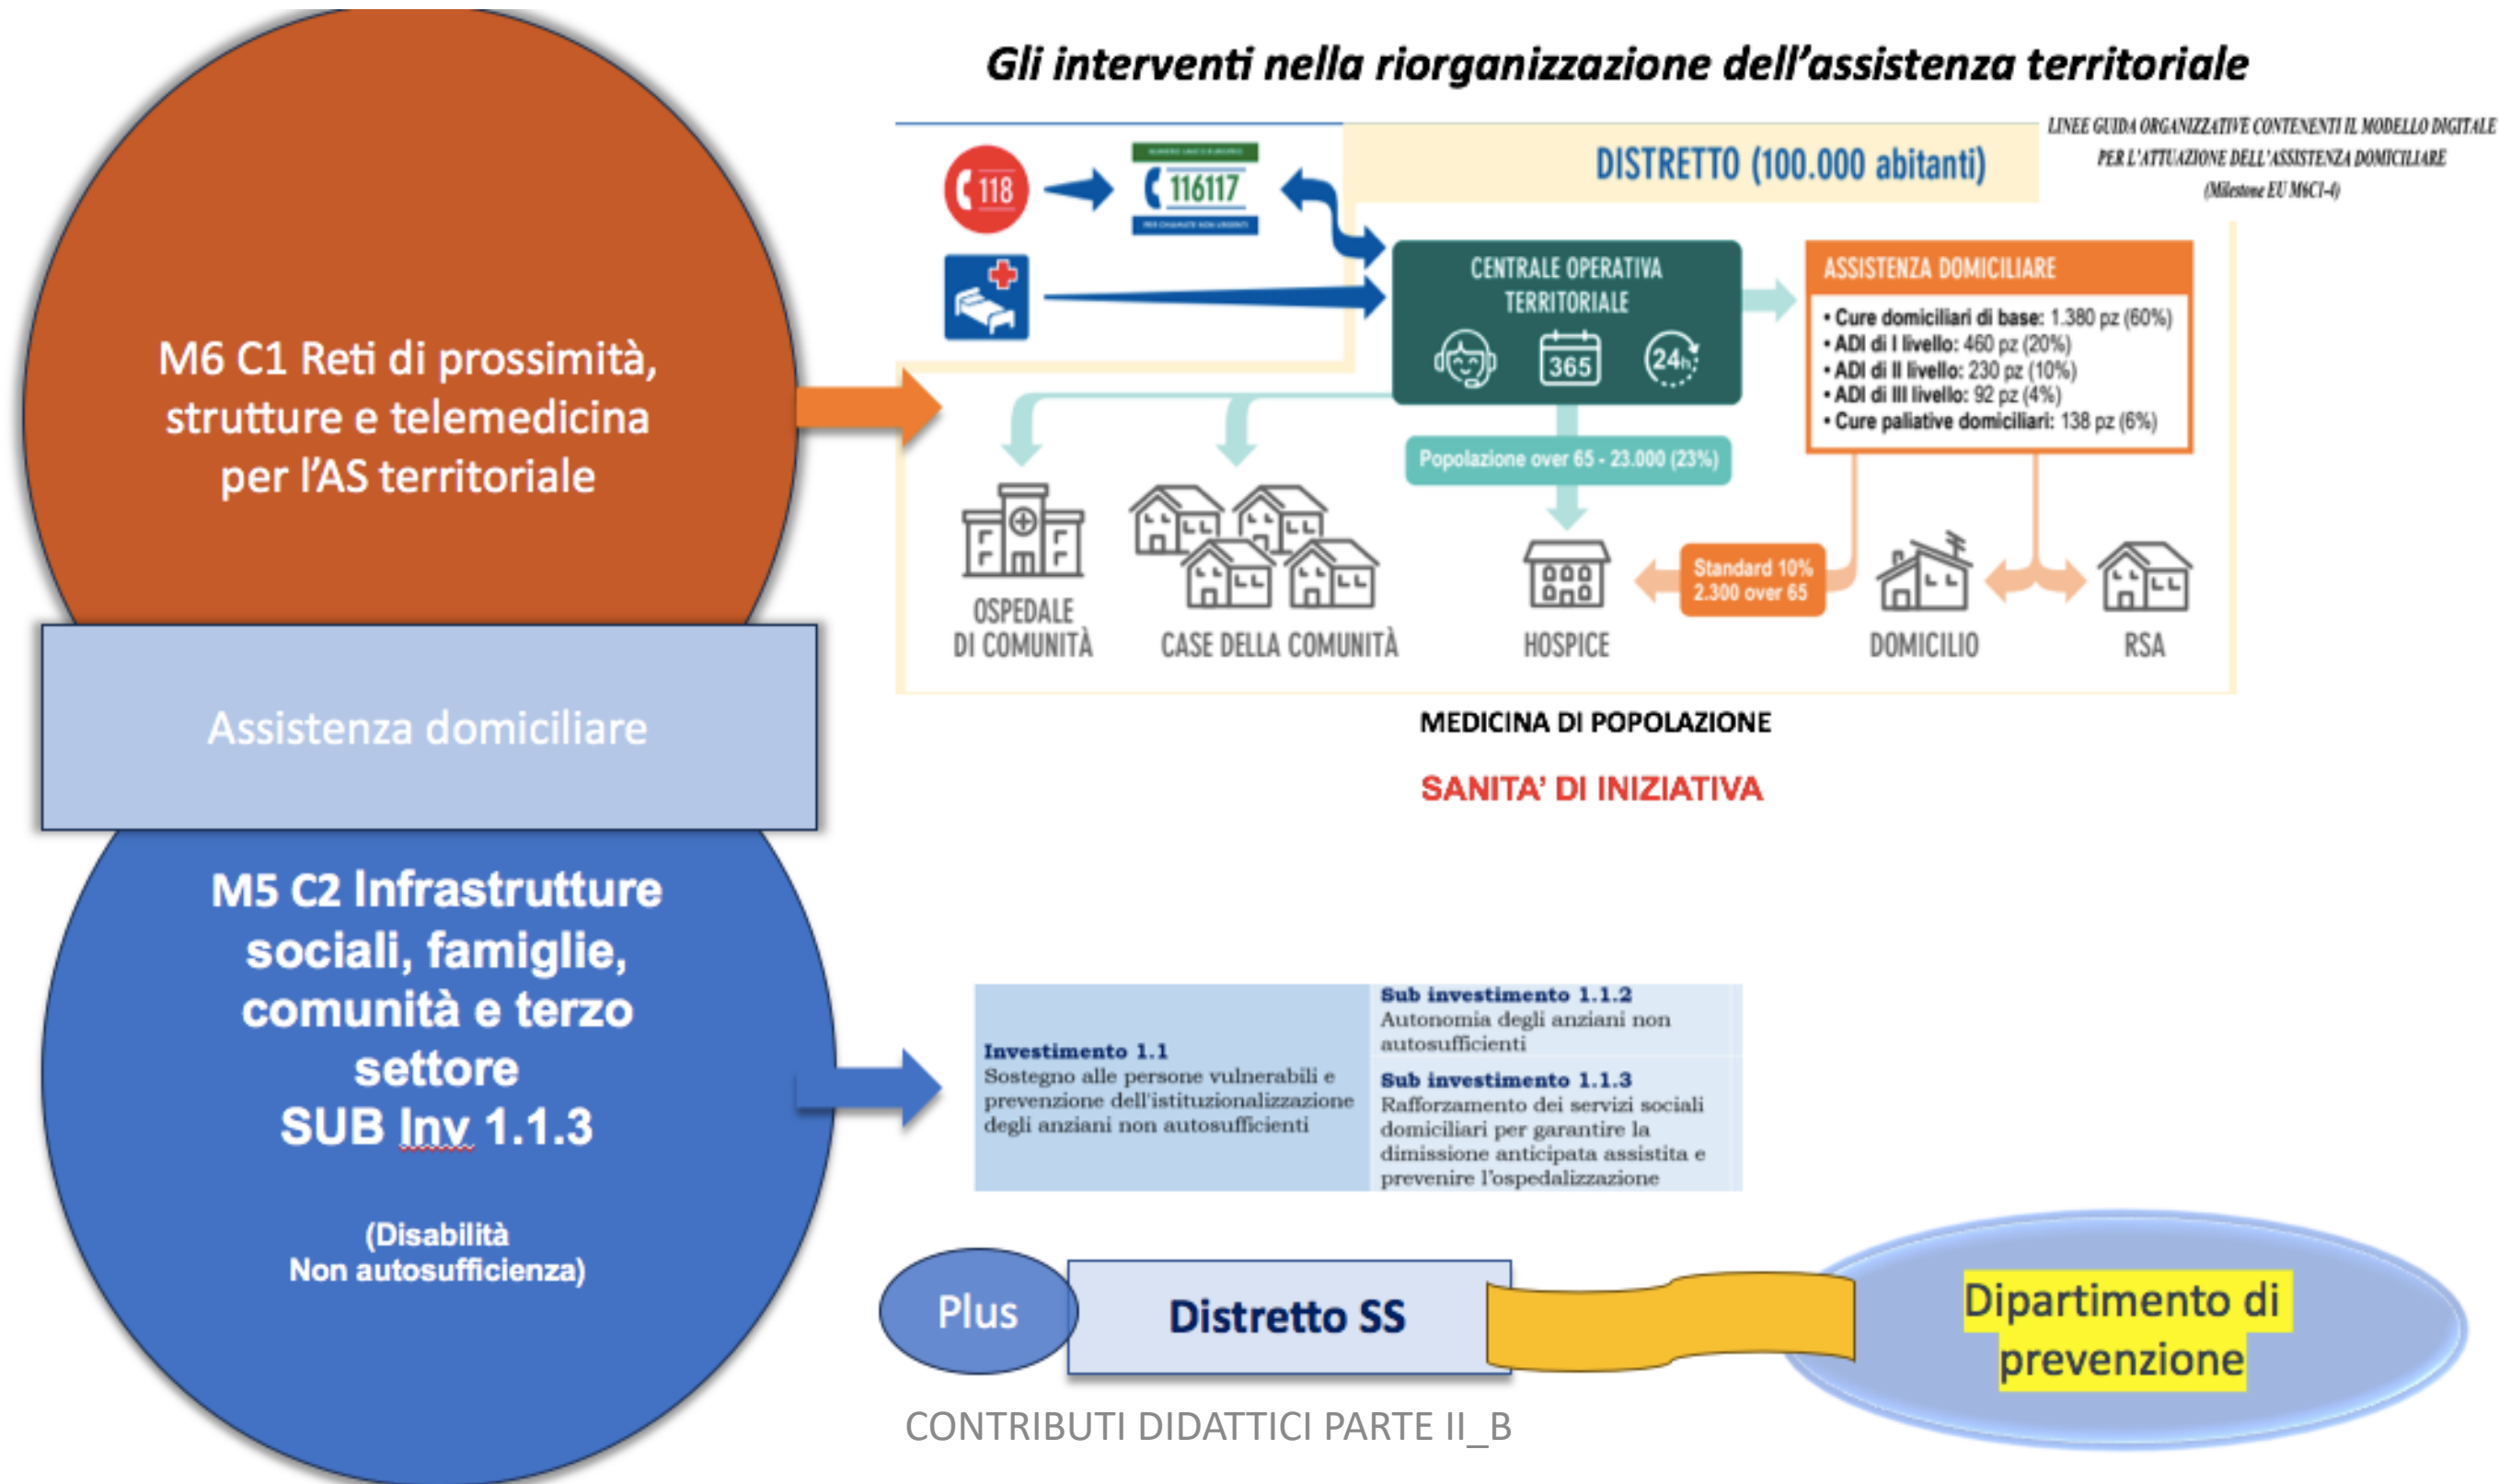 Gli interventi nella riorganizzazione dell’assistenza territoriale
LINEE GUIDA ORGANIZZATIVE CONTENENTI IL MODELLO DIGITALE
PER L'ATTUAZIONE DELL'ASSISTENZA DOMICILIARE
(Milestone EU M6C1-4)
M6 C1 Reti di prossimità,
strutture e telemedicina
per l’AS territoriale
Assistenza domiciliare
M5 C2 Infrastrutture
sociali, famiglie,
comunità e terzo
settore
SUB Inv 1.1.3
(Disabilità
Non autosufficienza)
118
NUMERO UNICO EUROPEO
116117
PER CHIAMATE NON URGENTI
DISTRETTO (100.000 abitanti)
CENTRALE OPERATIVA
TERRITORIALE
365
24h
ASSISTENZA DOMICILIARE
• Cure domiciliari di base: 1.380 pz (60%)
• ADI di I livello: 460 pz (20%)
• ADI di II livello: 230 pz (10%)
• ADI di III livello: 92 pz (4%)
• Cure paliative domiciliari: 138 pz (6%)
Popolazione over 65 - 23.000 (23%)
Standard 10%
2.300 over 65
OSPEDALE
DI COMUNITÀ
CASE DELLA COMUNITÀ
HOSPICE
DOMICILIO
RSA
MEDICINA DI POPOLAZIONE
SANITA’ DI INIZIATIVA
Investimento 1.1
Sostegno alle persone vulnerabili e
prevenzione dell'istituzionalizzazione
degli anziani non autosufficienti
Sub investimento 1.1.2
Autonomia degli anziani non
autosufficienti
Sub investimento 1.1.3
Rafforzamento dei servizi sociali
domiciliari per garantire la
dimissione anticipata assistita e
prevenire l’ospedalizzazione
Plus
Distretto SS
Dipartimento di
prevenzione
CONTRIBUTI DIDATTICI PARTE II_B